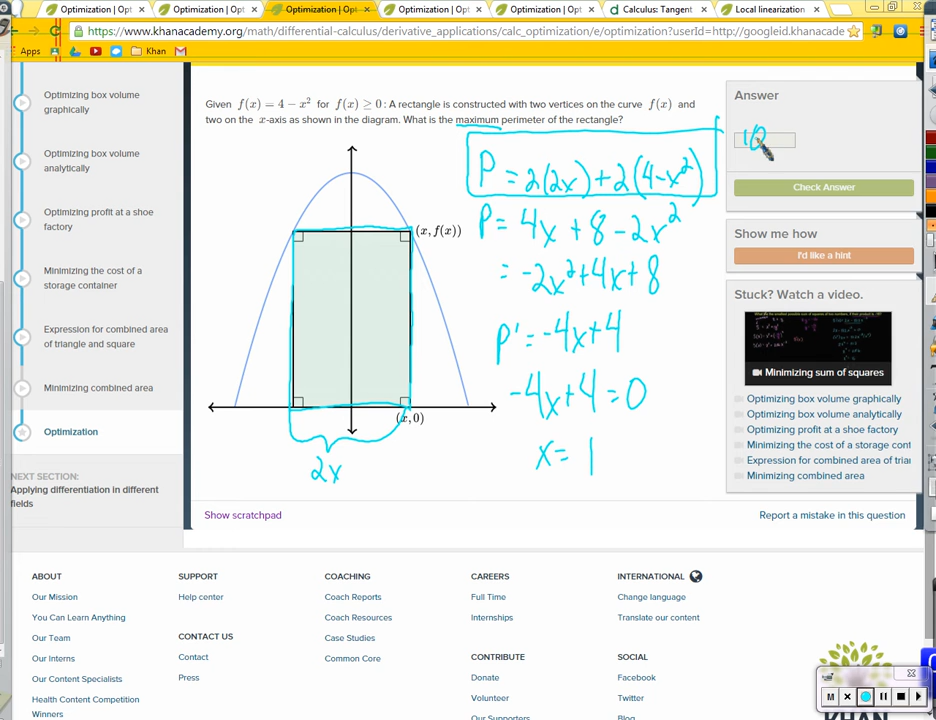 Optimization | Opt
Optimization | Opt
Optimization | Opt
Optimization | Opt
Optimization | Opt
Calculus: Tangent
Local linearization
https://www.khanacademy.org/math/differential-calculus/derivative_applications/calc_optimization/e/optimization?userId=http://googleid.khanacade
Apps
Khan
Optimizing box volume
graphically
Optimizing box volume
analytically
Optimizing profit at a shoe
factory
Minimizing the cost of a
storage container
Expression for combined area
of triangle and square
Minimizing combined area
Optimization
NEXT SECTION:
Applying differentiation in different
fields
Given f(x) = 4 − x² for f(x) ≥ 0: A rectangle is constructed with two vertices on the curve f(x) and
two on the x-axis as shown in the diagram. What is the maximum perimeter of the rectangle?
(x, f(x))
(x, 0)
2x
P = 2(2x) + 2(4-x²)
P = 4x + 8 - 2x²
= -2x² + 4x + 8
P' = -4x + 4
-4x + 4 = 0
x = 1
Show scratchpad
Report a mistake in this question
Answer
10
Check Answer
Show me how
I'd like a hint
Stuck? Watch a video.
Minimizing sum of squares
Optimizing box volume graphically
Optimizing box volume analytically
Optimizing profit at a shoe factory
Minimizing the cost of a storage cont
Expression for combined area of triar
Minimizing combined area
ABOUT
Our Mission
You Can Learn Anything
Our Team
Our Interns
Our Content Specialists
Health Content Competition
Winners
SUPPORT
Help center
CONTACT US
Contact
Press
COACHING
Coach Reports
Coach Resources
Case Studies
Common Core
CAREERS
Full Time
Internships
CONTRIBUTE
Donate
Volunteer
Our Supporters
INTERNATIONAL
Change language
Translate our content
SOCIAL
Facebook
Twitter
Blog
KHAN
M